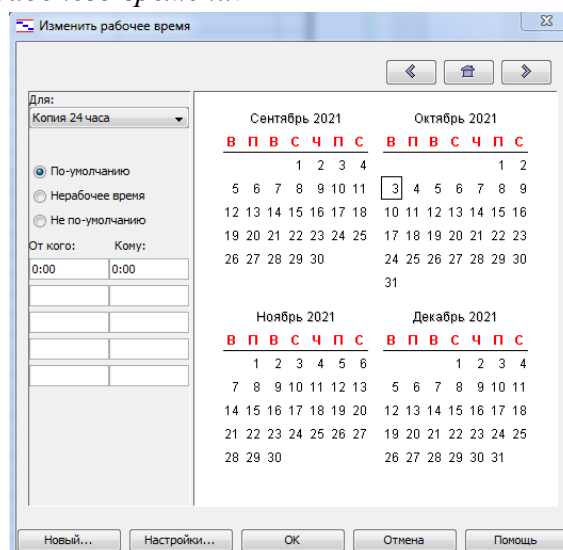 Изменить рабочее время
Для:
Копия 24 часа
По-умолчанию
Нерабочее время
Не по-умолчанию
От кого: Кому:
0:00 0:00
Сентябрь 2021
В П В С Ч П С
1 2 3 4
5 6 7 8 9 10 11
12 13 14 15 16 17 18
19 20 21 22 23 24 25
26 27 28 29 30
Октябрь 2021
В П В С Ч П С
1 2
3 4 5 6 7 8 9
10 11 12 13 14 15 16
17 18 19 20 21 22 23
24 25 26 27 28 29 30
31
Ноябрь 2021
В П В С Ч П С
1 2 3 4 5 6
7 8 9 10 11 12 13
14 15 16 17 18 19 20
21 22 23 24 25 26 27
28 29 30
Декабрь 2021
В П В С Ч П С
1 2 3 4
5 6 7 8 9 10 11
12 13 14 15 16 17 18
19 20 21 22 23 24 25
26 27 28 29 30 31
Новый... Настройки... ОК Отмена Помощь